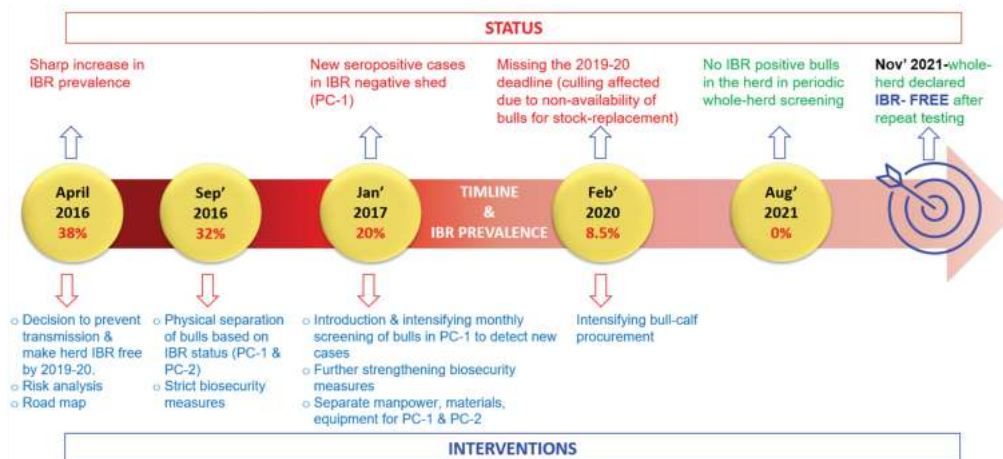 STATUS
Sharp increase in
IBR prevalence
New seropositive cases
in IBR negative shed
(PC-1)
Missing the 2019-20
deadline (culling affected
due to non-availability of
bulls for stock-replacement)
No IBR positive bulls
in the herd in periodic
whole-herd screening
Nov' 2021-whole-
herd declared
IBR- FREE after
repeat testing
April
2016
38%
Sep'
2016
32%
Jan'
2017
20%
TIMLINE
&
IBR PREVALENCE
Feb'
2020
8.5%
Aug'
2021
0%
o Decision to prevent
transmission &
make herd IBR free
by 2019-20.
o Risk analysis
o Road map
o Physical separation
of bulls based on
IBR status (PC-1 &
PC-2)
o Strict biosecurity
measures
o Introduction & intensifying monthly
screening of bulls in PC-1 to detect new
cases
o Further strengthening biosecurity
measures
o Separate manpower, materials,
equipment for PC-1 & PC-2
Intensifying bull-calf
procurement
INTERVENTIONS